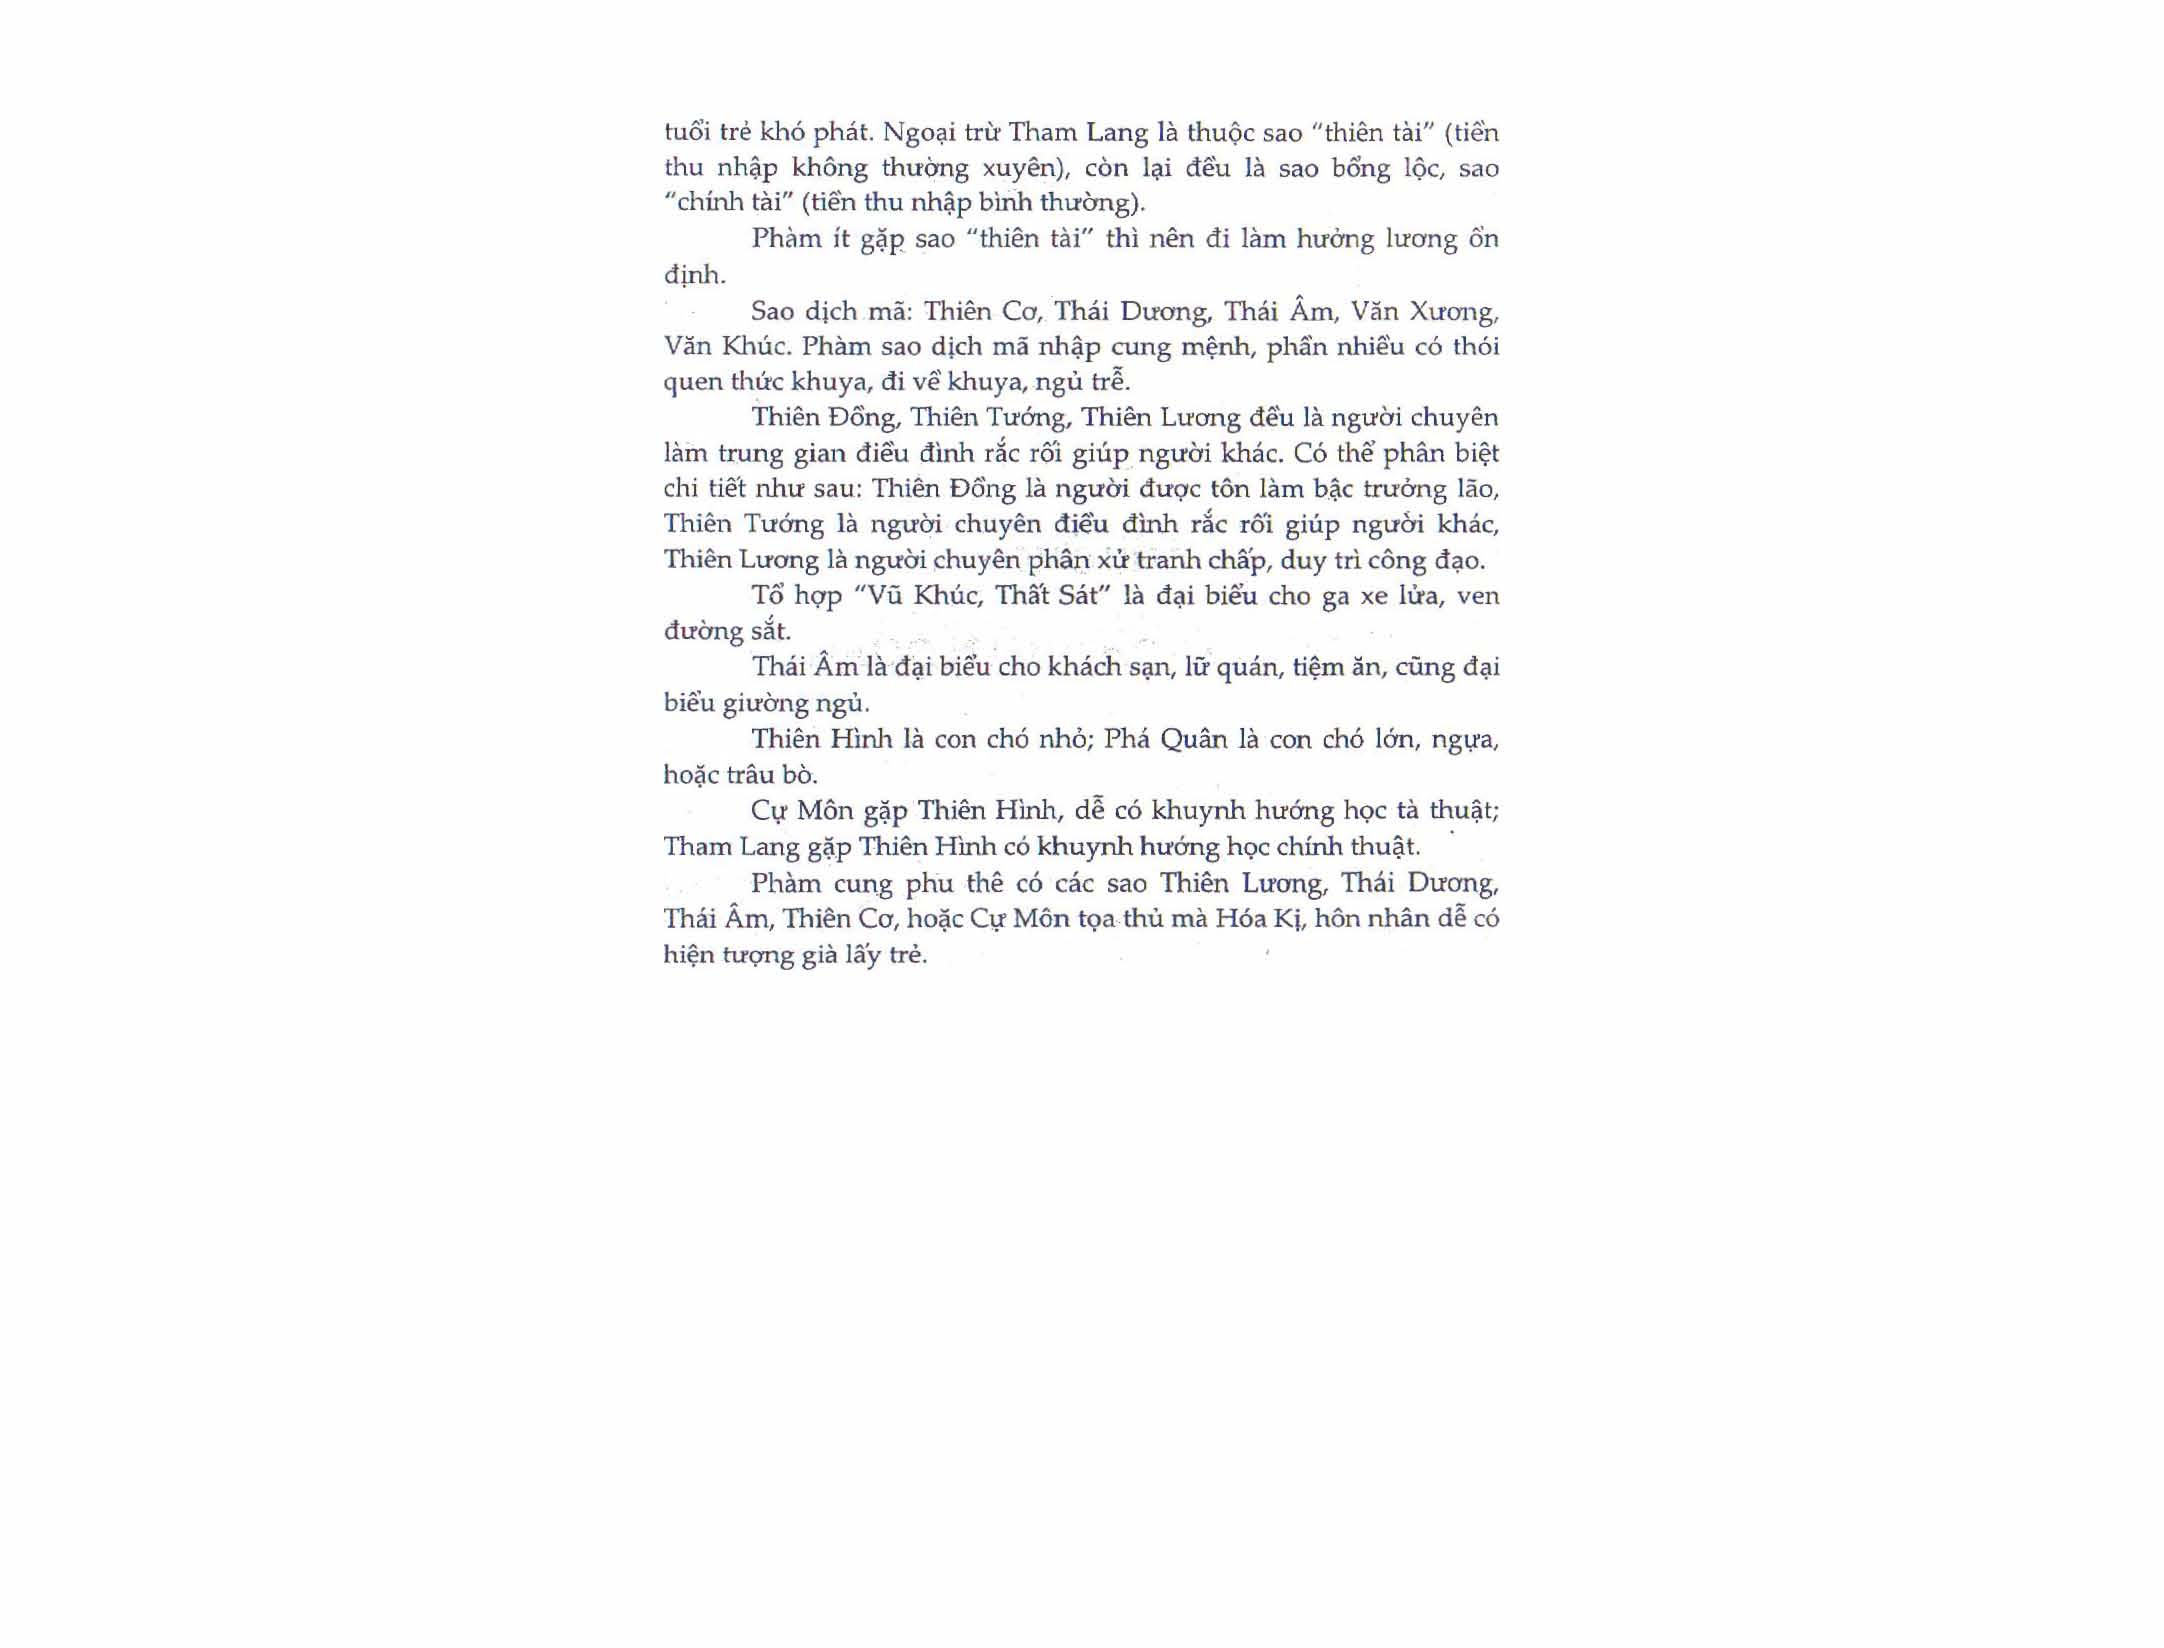 tuổi trẻ khó phát. Ngoại trừ Tham Lang là thuộc sao “thiên tài” (tiền
thu nhập không thường xuyên), còn lại đều là sao bổng lộc, sao
“chính tài” (tiền thu nhập bình thường).
Phàm ít gặp sao “thiên tài” thì nên đi làm hưởng lương ổn
định.
Sao dịch mã: Thiên Cơ, Thái Dương, Thái Âm, Văn Xương,
Văn Khúc. Phàm sao dịch mã nhập cung mệnh, phần nhiều có thói
quen thức khuya, đi về khuya, ngủ trễ.
Thiên Đồng, Thiên Tướng, Thiên Lương đều là người chuyên
làm trung gian điều đình rắc rối giúp người khác. Có thể phân biệt
chi tiết như sau: Thiên Đồng là người được tôn làm bậc trưởng lão,
Thiên Tướng là người chuyên điều đình rắc rối giúp người khác,
Thiên Lương là người chuyên phân xử tranh chấp, duy trì công đạo.
Tổ hợp “Vũ Khúc, Thất Sát” là đại biểu cho ga xe lửa, ven
đường sắt.
Thái Âm là đại biểu cho khách sạn, lữ quán, tiệm ăn, cũng đại
biểu giường ngủ.
Thiên Hình là con chó nhỏ; Phá Quân là con chó lớn, ngựa,
hoặc trâu bò.
Cự Môn gặp Thiên Hình, dễ có khuynh hướng học tà thuật;
Tham Lang gặp Thiên Hình có khuynh hướng học chính thuật.
Phàm cung phu thê có các sao Thiên Lương, Thái Dương,
Thái Âm, Thiên Cơ, hoặc Cự Môn tọa thủ mà Hóa Kị, hôn nhân dễ có
hiện tượng già lấy trẻ.